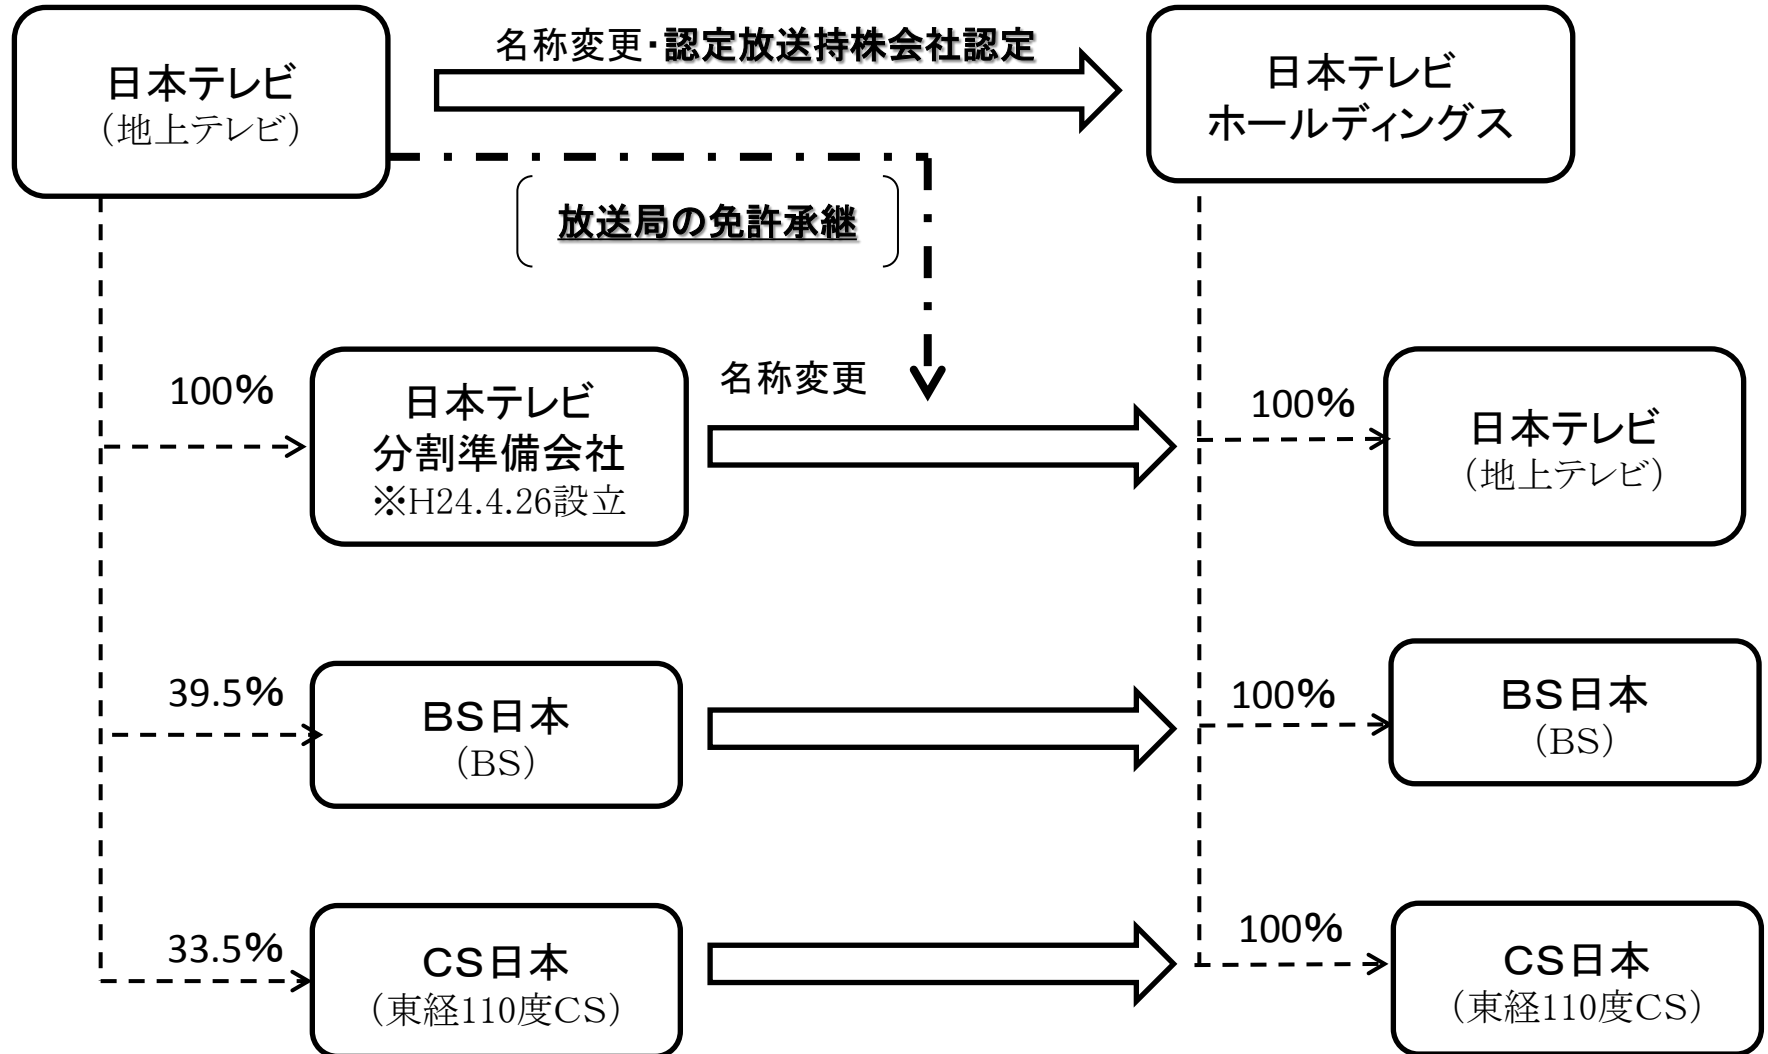 日本テレビ
（地上テレビ）
名称変更・認定放送持株会社認定
日本テレビ
ホールディングス
放送局の免許承継
100%
日本テレビ
分割準備会社
※H24.4.26設立
名称変更
100%
日本テレビ
（地上テレビ）
39.5%
ＢＳ日本
（BS）
100%
ＢＳ日本
（BS）
33.5%
ＣＳ日本
（東経110度CS）
100%
ＣＳ日本
（東経110度CS）